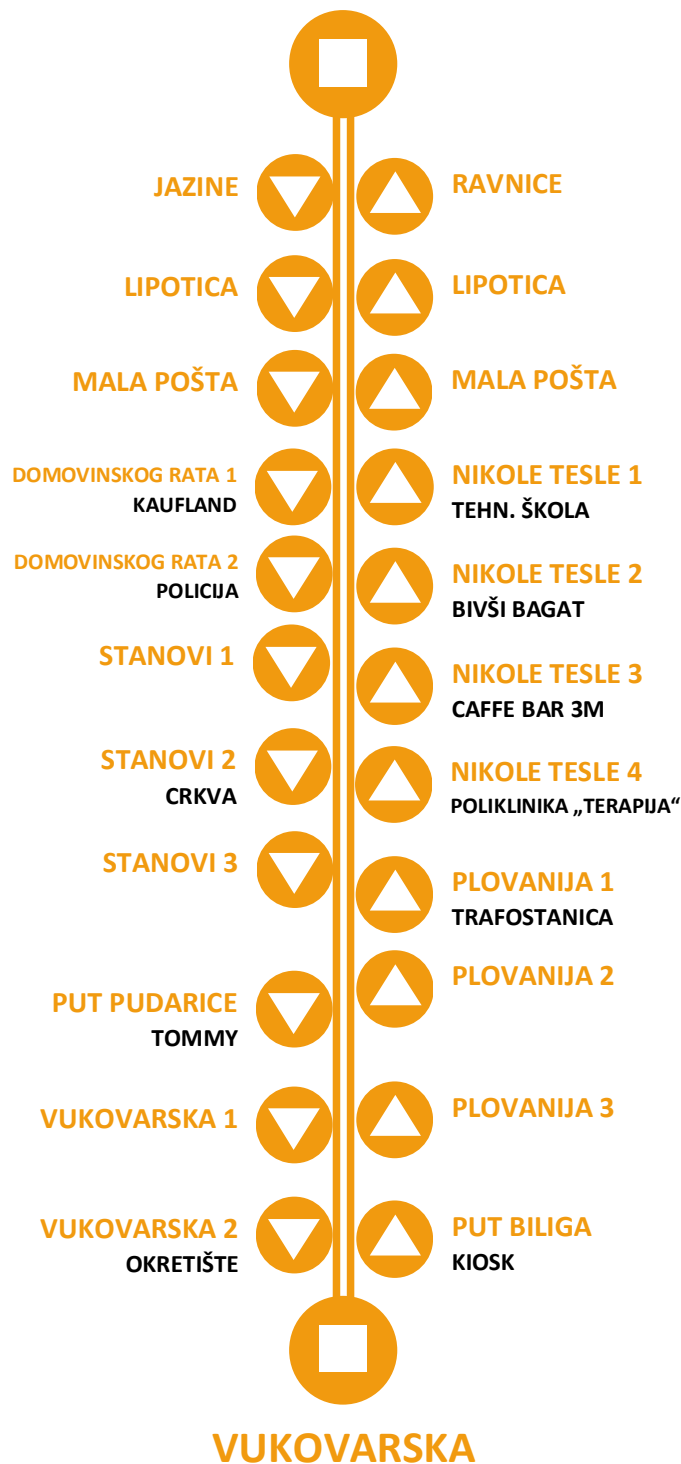 JAZINE
RAVNICE
LIPOTICA
LIPOTICA
MALA POŠTA
MALA POŠTA
DOMOVINSKOG RATA 1
KAUFLAND
NIKOLE TESLE 1
TEHN. ŠKOLA
DOMOVINSKOG RATA 2
POLICIJA
NIKOLE TESLE 2
BIVŠI BAGAT
STANOVI 1
NIKOLE TESLE 3
CAFFE BAR 3M
STANOVI 2
CRKVA
NIKOLE TESLE 4
POLIKLINIKA „TERAPIJA“
STANOVI 3
PLOVANIJA 1
TRAFOSTANICA
PLOVANIJA 2
PUT PUDARICE
TOMMY
PLOVANIJA 3
VUKOVARSKA 1
VUKOVARSKA 2
OKRETIŠTE
PUT BILIGA
KIOSK
VUKOVARSKA